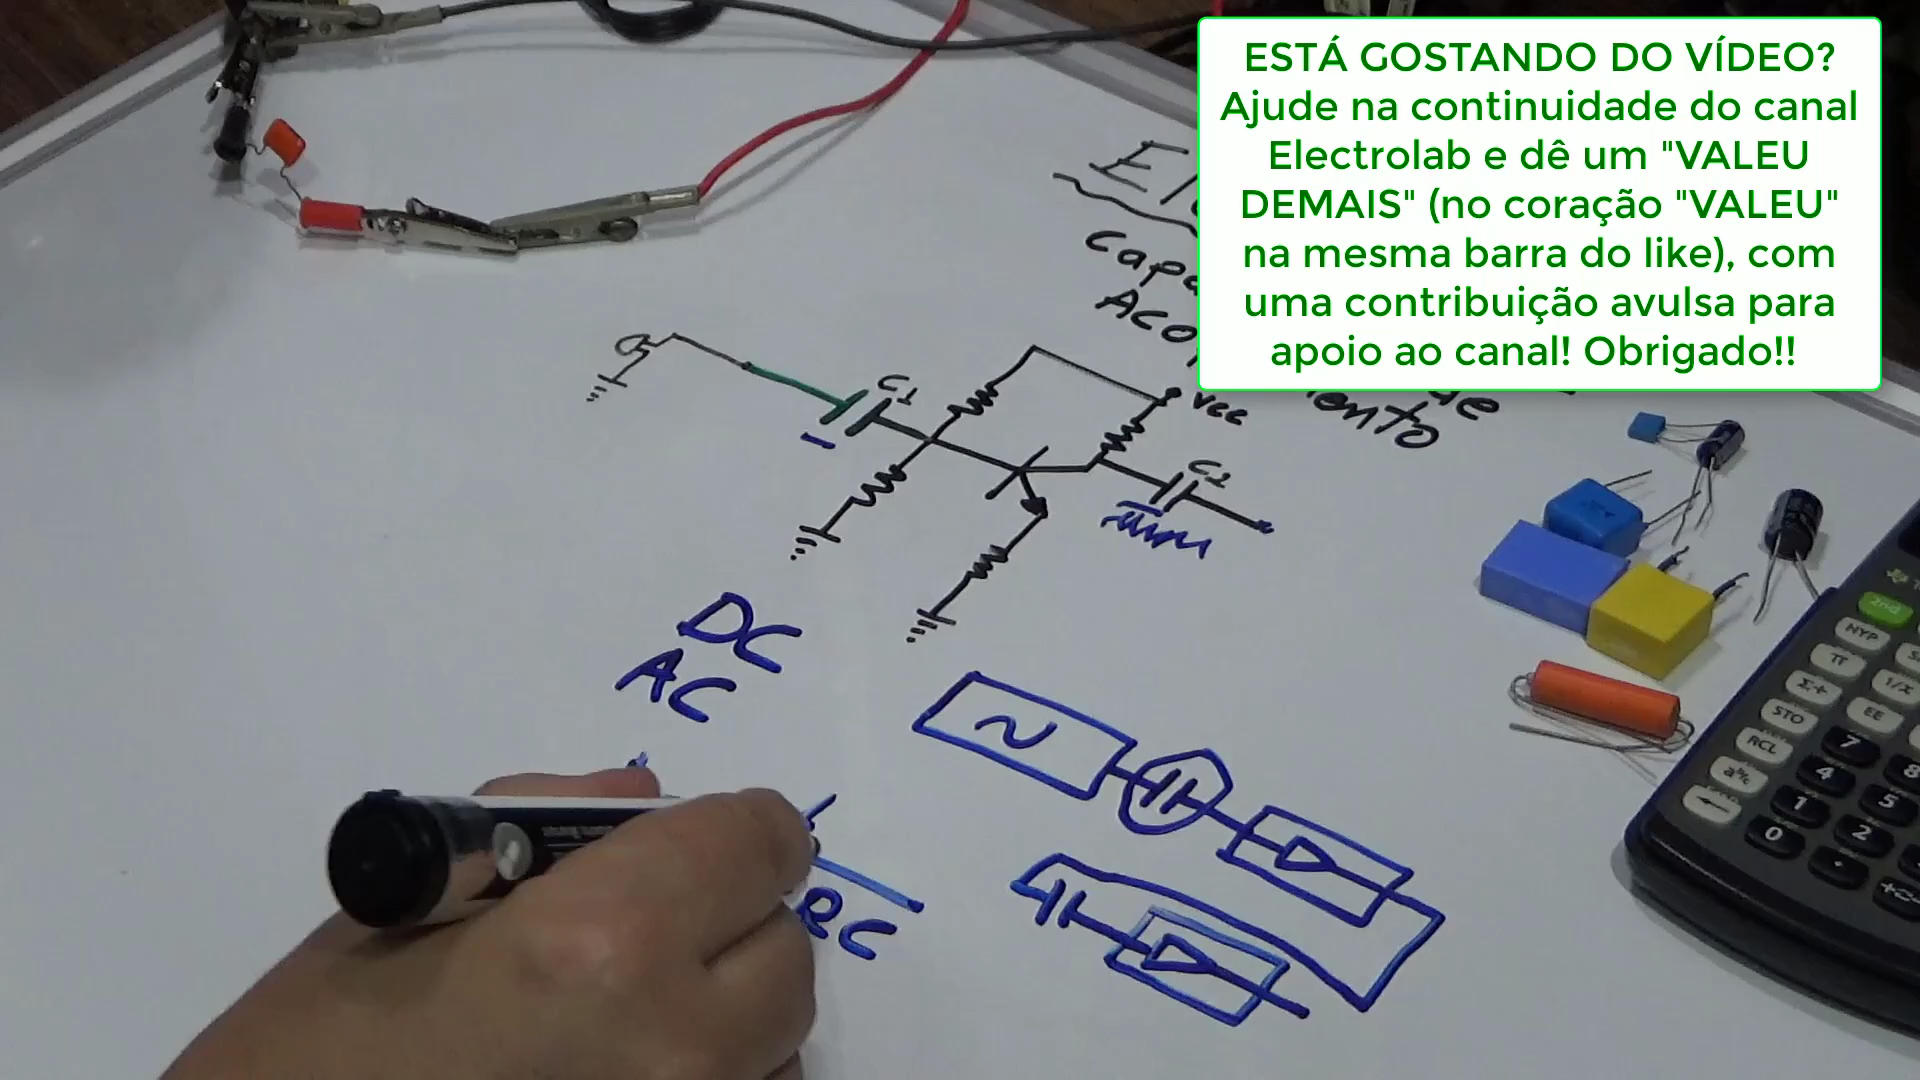 ESTÁ GOSTANDO DO VÍDEO?
Ajude na continuidade do canal
Electrolab e dê um "VALEU
DEMAIS" (no coração "VALEU"
na mesma barra do like), com
uma contribuição avulsa para
apoio ao canal! Obrigado!!
C1
VCC
C2
DC
AC
RC
2nd
HYP
π
Σ+
1/x
STO
EE
RCL
7
8
4
5
1
2
0